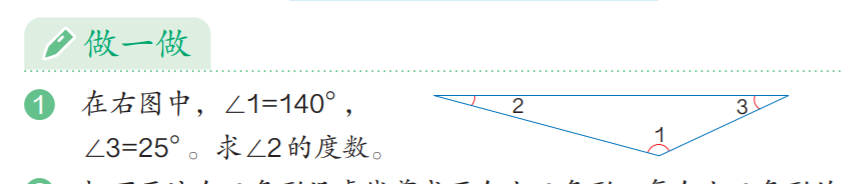 做一做
1 在右图中，∠1=140°，
∠3=25°。求∠2的度数。
2 3
1